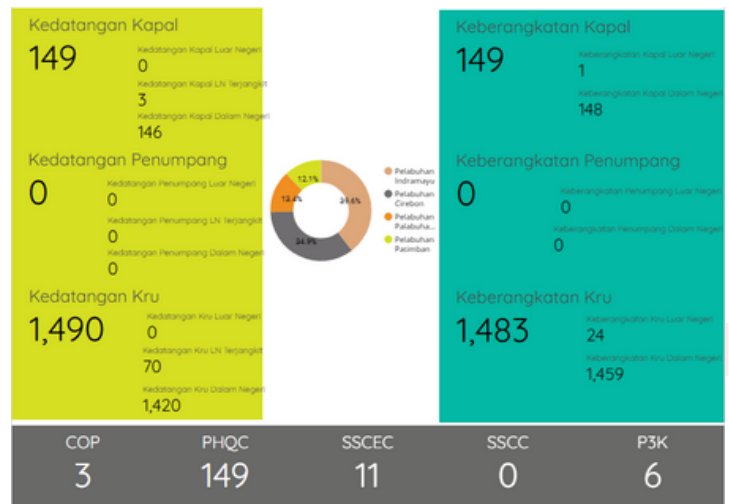 Kedatangan Kapal
149
Kedatangan Kapal Luar Negeri
0
Kedatangan Kapal LN Terjangkit
3
Kedatangan Kapal Dalam Negeri
146
Kedatangan Penumpang
0
Kedatangan Penumpang Luar Negeri
0
Kedatangan Penumpang LN Terjangkit
0
Kedatangan Penumpang Dalam Negeri
0
Kedatangan Kru
1,490
Kedatangan Kru Luar Negeri
0
Kedatangan Kru LN Terjangkit
70
Kedatangan Kru Dalam Negeri
1,420
12.1%
13.4%
39.6%
34.9%
Pelabuhan
Indramayu
Pelabuhan
Cirebon
Pelabuhan
Palabuha...
Pelabuhan
Patimban
Keberangkatan Kapal
149
Keberangkatan Kapal Luar Negeri
1
Keberangkatan Kapal Dalam Negeri
148
Keberangkatan Penumpang
0
Keberangkatan Penumpang Luar Negeri
0
Keberangkatan Penumpang Dalam Negeri
0
Keberangkatan Kru
1,483
Keberangkatan Kru Luar Negeri
24
Keberangkatan Kru Dalam Negeri
1,459
COP PHQC SSCEC SSCC P3K
3 149 11 0 6